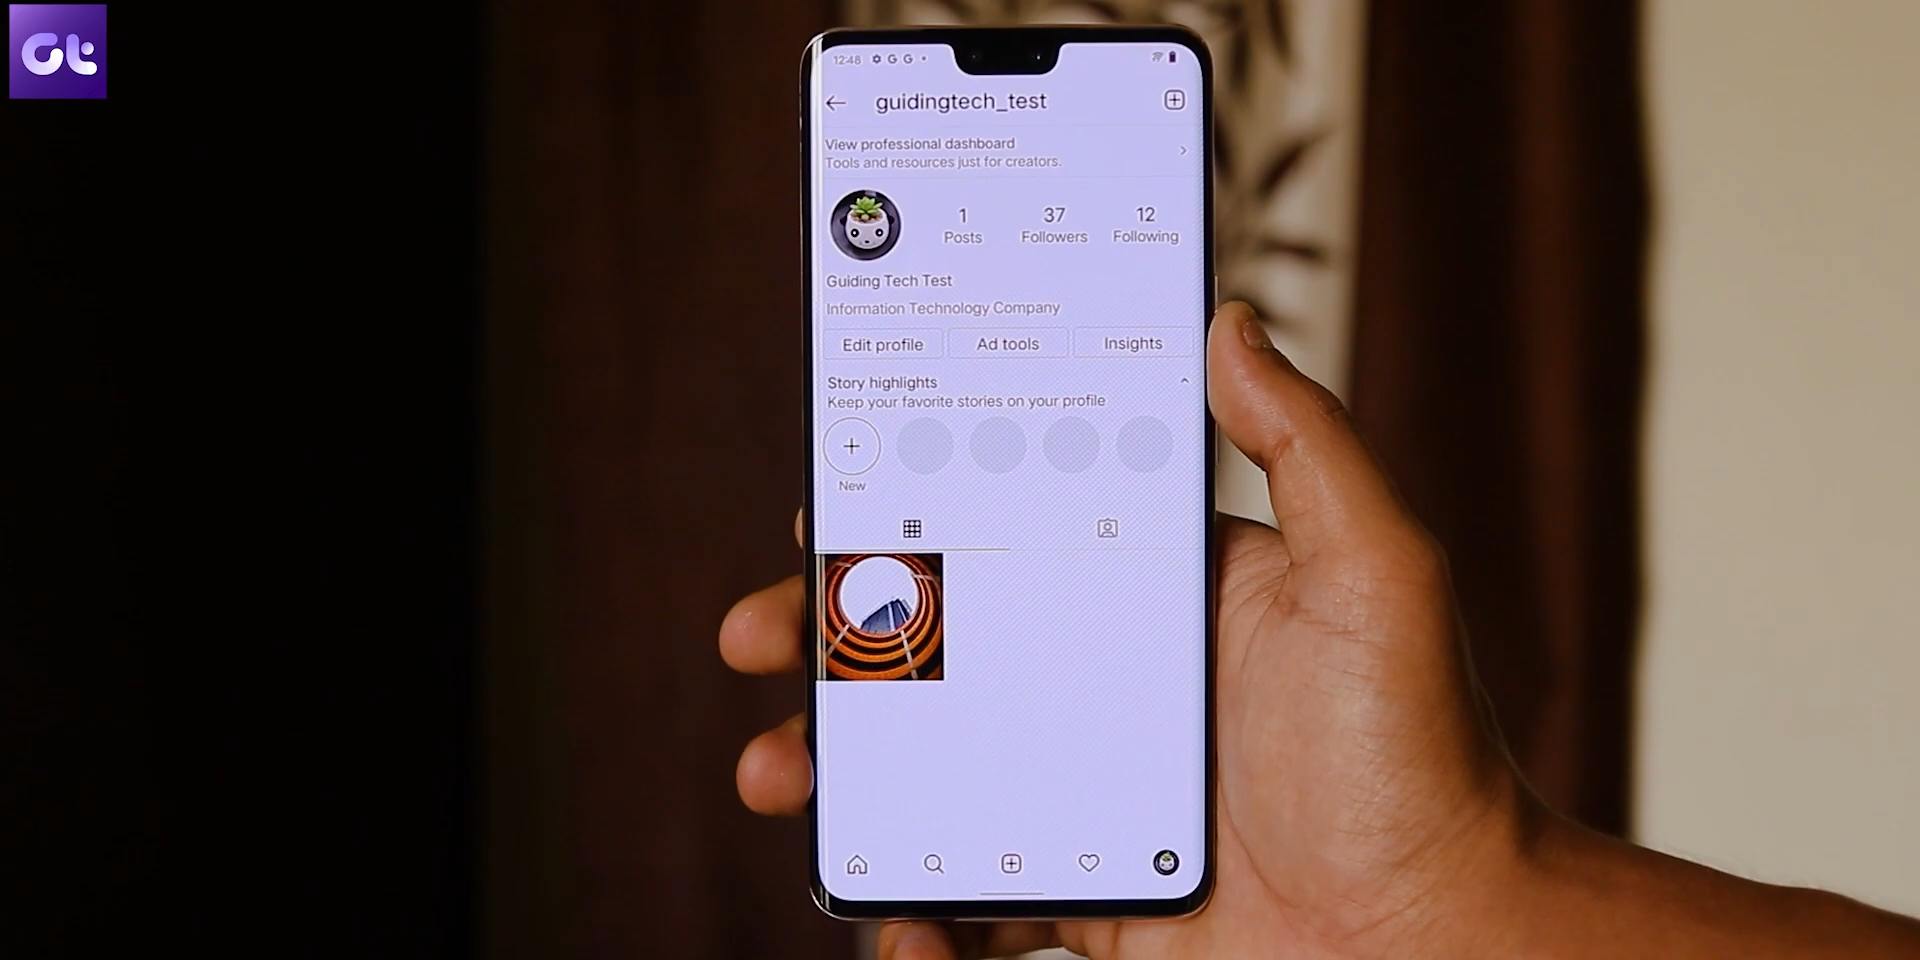 Gt
12:48 G G
guidingtech_test
View professional dashboard
Tools and resources just for creators.
1 37 12
Posts Followers Following
Guiding Tech Test
Information Technology Company
Edit profile Ad tools Insights
Story highlights
Keep your favorite stories on your profile
New